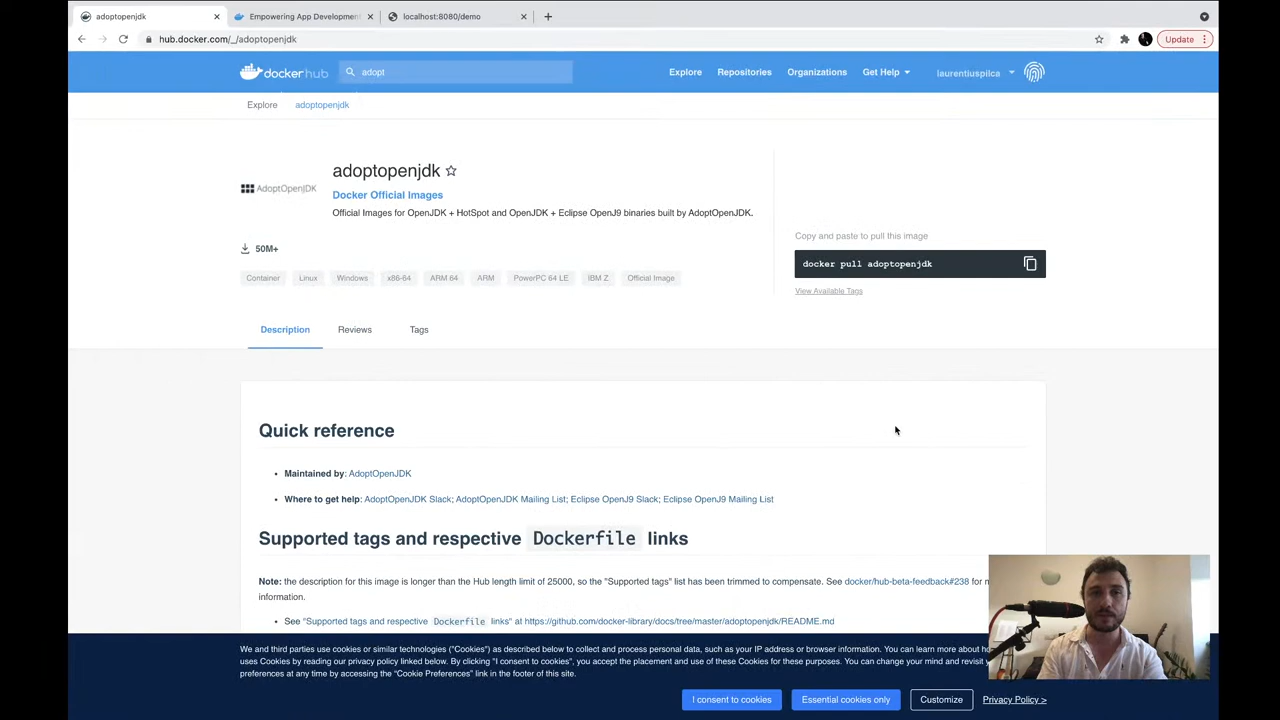 adoptopenjdk
Empowering App Development
localhost:8080/demo
hub.docker.com/_/adoptopenjdk
Update
dockerhub
adopt
Explore
Repositories
Organizations
Get Help
laurentiuspilca
Explore
adoptopenjdk
adoptopenjdk
AdoptOpenJDK
Docker Official Images
Official Images for OpenJDK + HotSpot and OpenJDK + Eclipse OpenJ9 binaries built by AdoptOpenJDK.
50M+
Copy and paste to pull this image
docker pull adoptopenjdk
View Available Tags
Container
Linux
Windows
x86-64
ARM 64
ARM
PowerPC 64 LE
IBM Z
Official Image
Description
Reviews
Tags
Quick reference
• Maintained by: AdoptOpenJDK
• Where to get help: AdoptOpenJDK Slack; AdoptOpenJDK Mailing List; Eclipse OpenJ9 Slack; Eclipse OpenJ9 Mailing List
Supported tags and respective Dockerfile links
Note: the description for this image is longer than the Hub length limit of 25000, so the "Supported tags" list has been trimmed to compensate. See docker/hub-beta-feedback#238 for
information.
• See "Supported tags and respective Dockerfile links" at https://github.com/docker-library/docs/tree/master/adoptopenjdk/README.md
We and third parties use cookies or similar technologies ("Cookies") as described below to collect and process personal data, such as your IP address or browser information. You can learn more about
uses Cookies by reading our privacy policy linked below. By clicking "I consent to cookies", you accept the placement and use of these Cookies for these purposes. You can change your mind and revisit
preferences at any time by accessing the "Cookie Preferences" link in the footer of this site.
I consent to cookies
Essential cookies only
Customize
Privacy Policy >